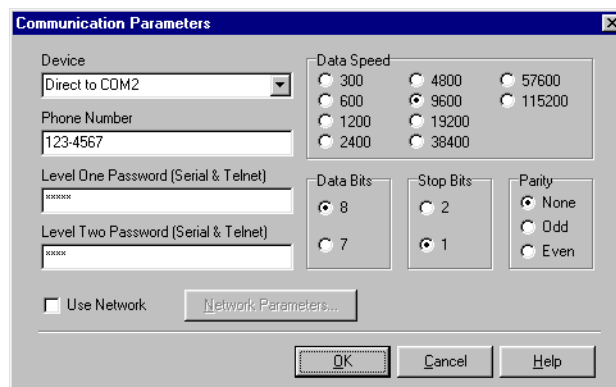 Communication Parameters
Device
Direct to COM2
Phone Number
123-4567
Level One Password (Serial & Telnet)
*****
Level Two Password (Serial & Telnet)
****
Data Speed
300 4800 57600
600 9600 115200
1200 19200
2400 38400
Data Bits
8
7
Stop Bits
2
1
Parity
None
Odd
Even
Use Network
Network Parameters...
OK Cancel Help